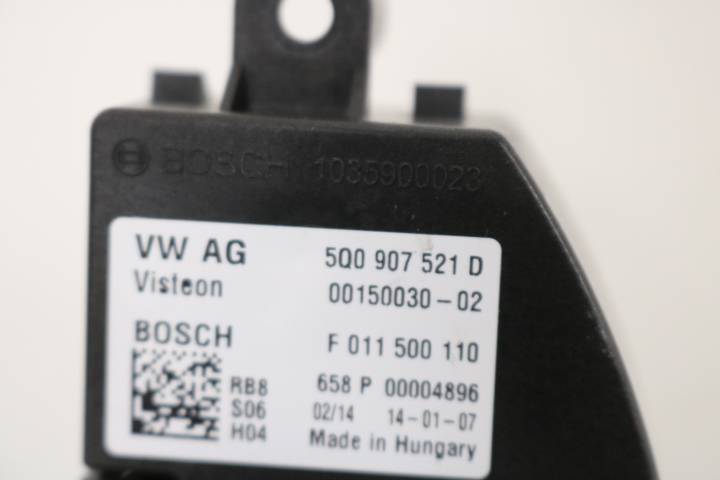 BOSCH 1035900023
VW AG 5Q0 907 521 D
Visteon 00150030-02
BOSCH F 011 500 110
RB8 658 P 00004896
S06 02/14 14-01-07
H04 Made in Hungary